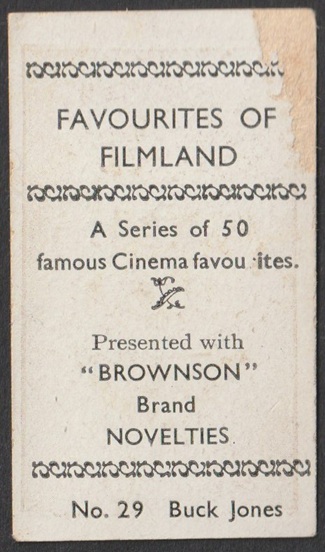 FAVOURITES OF
FILMLAND
A Series of 50
famous Cinema favou ites.
Presented with
"BROWNSON"
Brand
NOVELTIES.
No. 29 Buck Jones